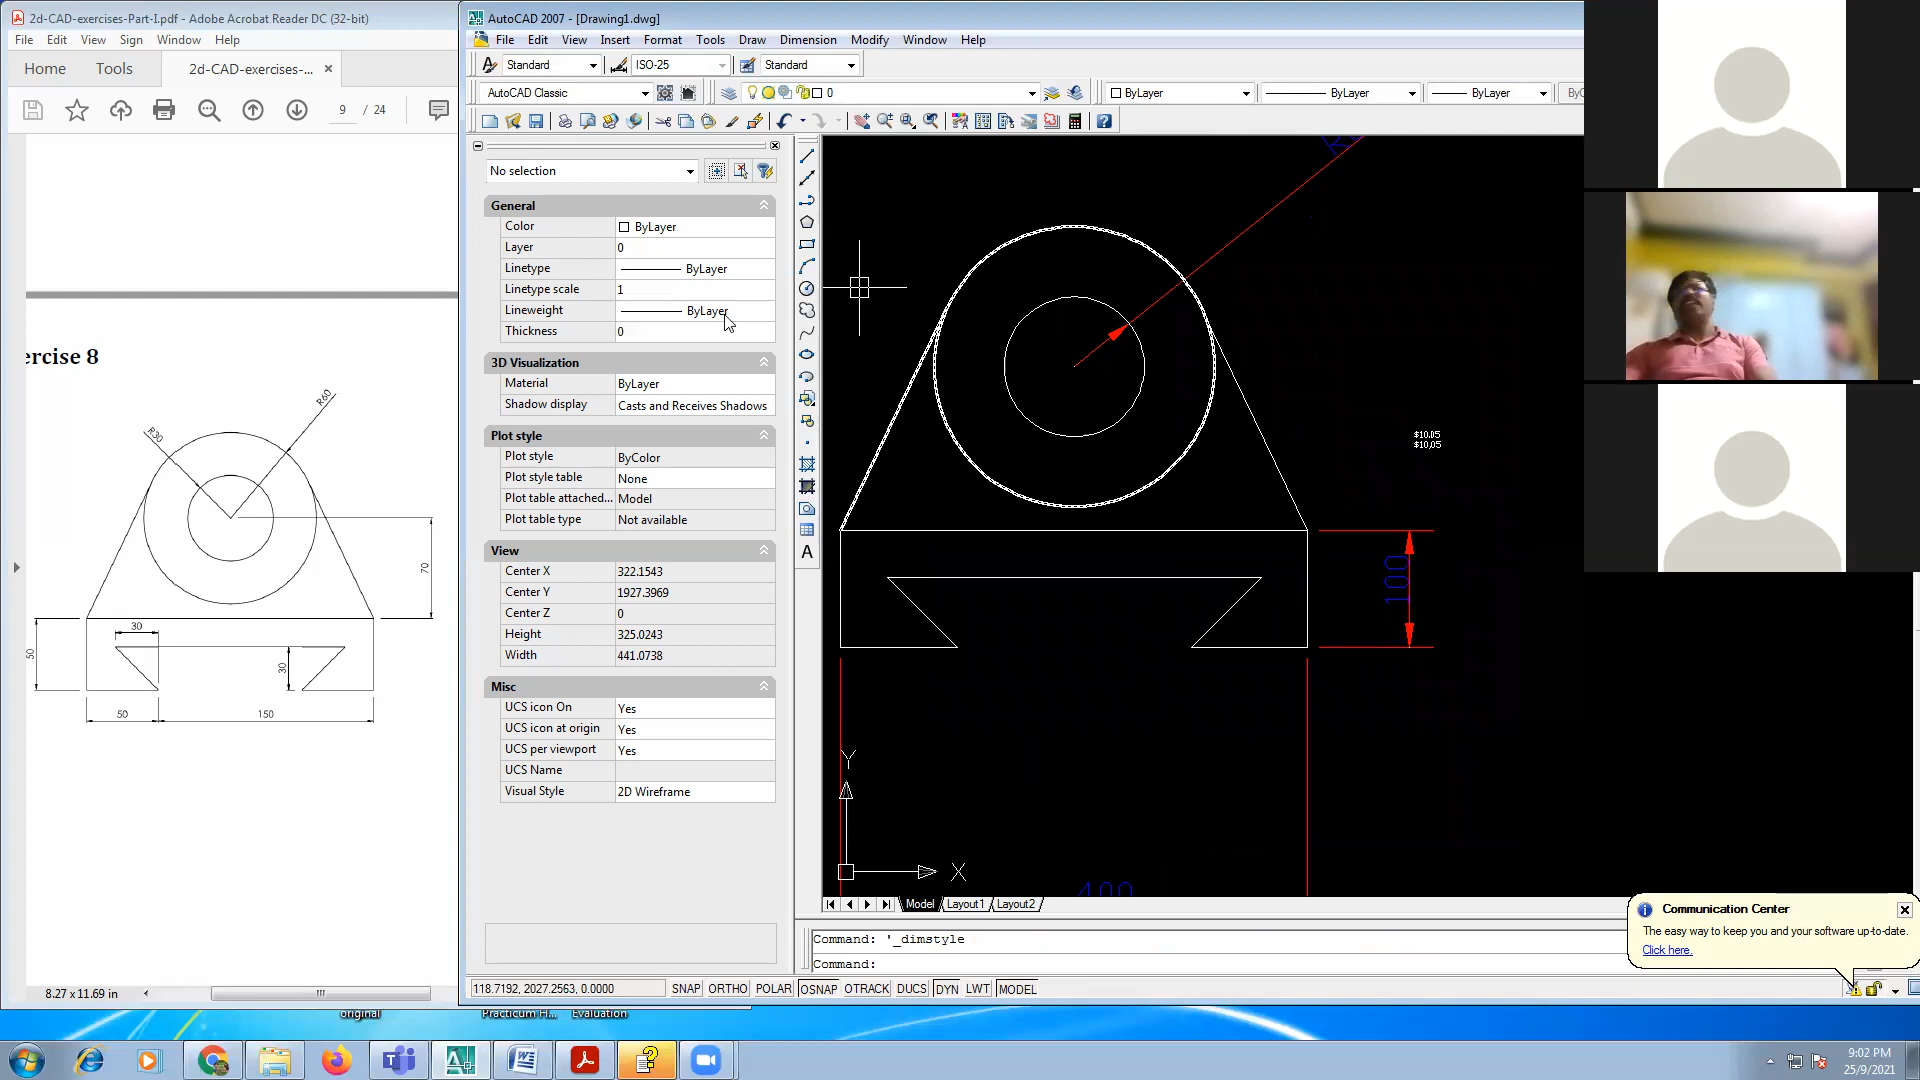 2d-CAD-exercises-Part-I.pdf - Adobe Acrobat Reader DC (32-bit)
File Edit View Sign Window Help
Home Tools 2d-CAD-exercises-... ×
9 / 24
ercise 8
R60
R30
70
30
50
30
50 150
8.27 x 11.69 in
AutoCAD 2007 - [Drawing1.dwg]
File Edit View Insert Format Tools Draw Dimension Modify Window Help
Standard ISO-25 Standard
AutoCAD Classic 0 ByLayer ByLayer ByLayer
No selection
General
Color ByLayer
Layer 0
Linetype ByLayer
Linetype scale 1
Lineweight ByLayer
Thickness 0
3D Visualization
Material ByLayer
Shadow display Casts and Receives Shadows
Plot style
Plot style ByColor
Plot style table None
Plot table attached... Model
Plot table type Not available
View
Center X 322.1543
Center Y 1927.3969
Center Z 0
Height 325.0243
Width 441.0738
Misc
UCS icon On Yes
UCS icon at origin Yes
UCS per viewport Yes
UCS Name
Visual Style 2D Wireframe
A
100
400
Y
X
Model Layout1 Layout2
Command: '_dimstyle
Command:
118.7192, 2027.2563, 0.0000 SNAP ORTHO POLAR OSNAP OTRACK DUCS DYN LWT MODEL
Communication Center
The easy way to keep you and your software up-to-date.
Click here.
original Practicum H... Evaluation
9:02 PM
25/9/2021